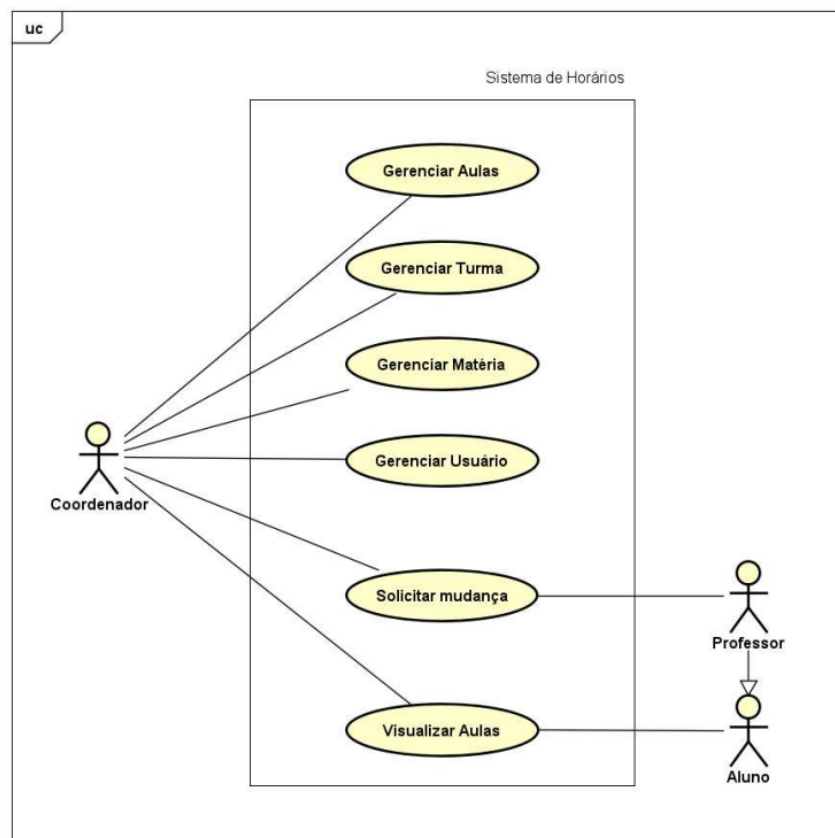 uc
Sistema de Horários
Gerenciar Aulas
Gerenciar Turma
Gerenciar Matéria
Gerenciar Usuário
Coordenador
Solicitar mudança
Professor
Visualizar Aulas
Aluno